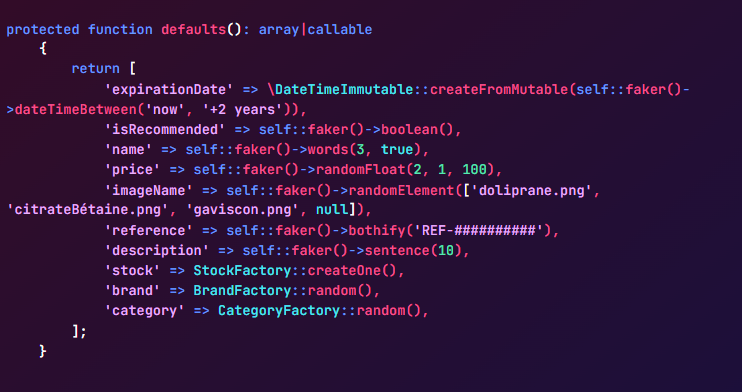 protected function defaults(): array|callable
    {
        return [
            'expirationDate' => \DateTimeImmutable::createFromMutable(self::faker()-
>dateTimeBetween('now', '+2 years')),
            'isRecommended' => self::faker()->boolean(),
            'name' => self::faker()->words(3, true),
            'price' => self::faker()->randomFloat(2, 1, 100),
            'imageName' => self::faker()->randomElement(['doliprane.png',
'citrateBétaine.png', 'gaviscon.png', null]),
            'reference' => self::faker()->bothify('REF-##########'),
            'description' => self::faker()->sentence(10),
            'stock' => StockFactory::createOne(),
            'brand' => BrandFactory::random(),
            'category' => CategoryFactory::random(),
        ];
    }